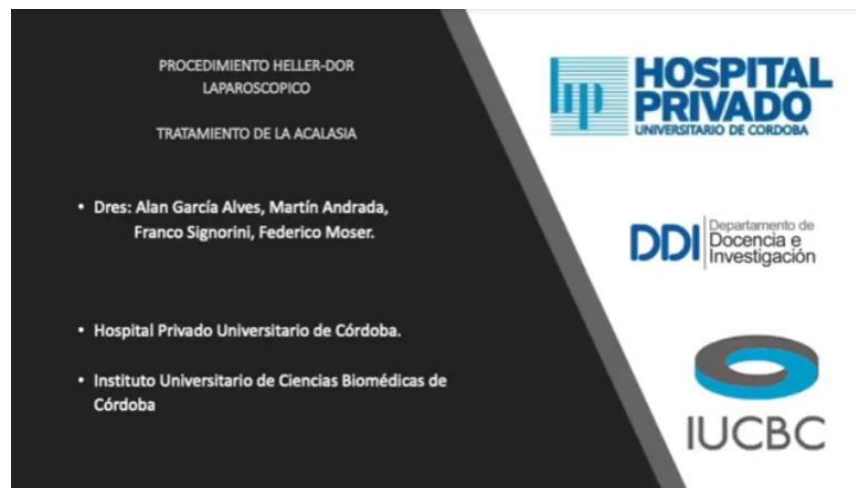 PROCEDIMIENTO HELLER-DOR
LAPAROSCOPICO
TRATAMIENTO DE LA ACALASIA
• Dres: Alan García Alves, Martín Andrada,
Franco Signorini, Federico Moser.
• Hospital Privado Universitario de Córdoba.
• Instituto Universitario de Ciencias Biomédicas de
Córdoba
hp
HOSPITAL
PRIVADO
UNIVERSITARIO DE CORDOBA
DDI
Departamento de
Docencia e
Investigación
IUCBC